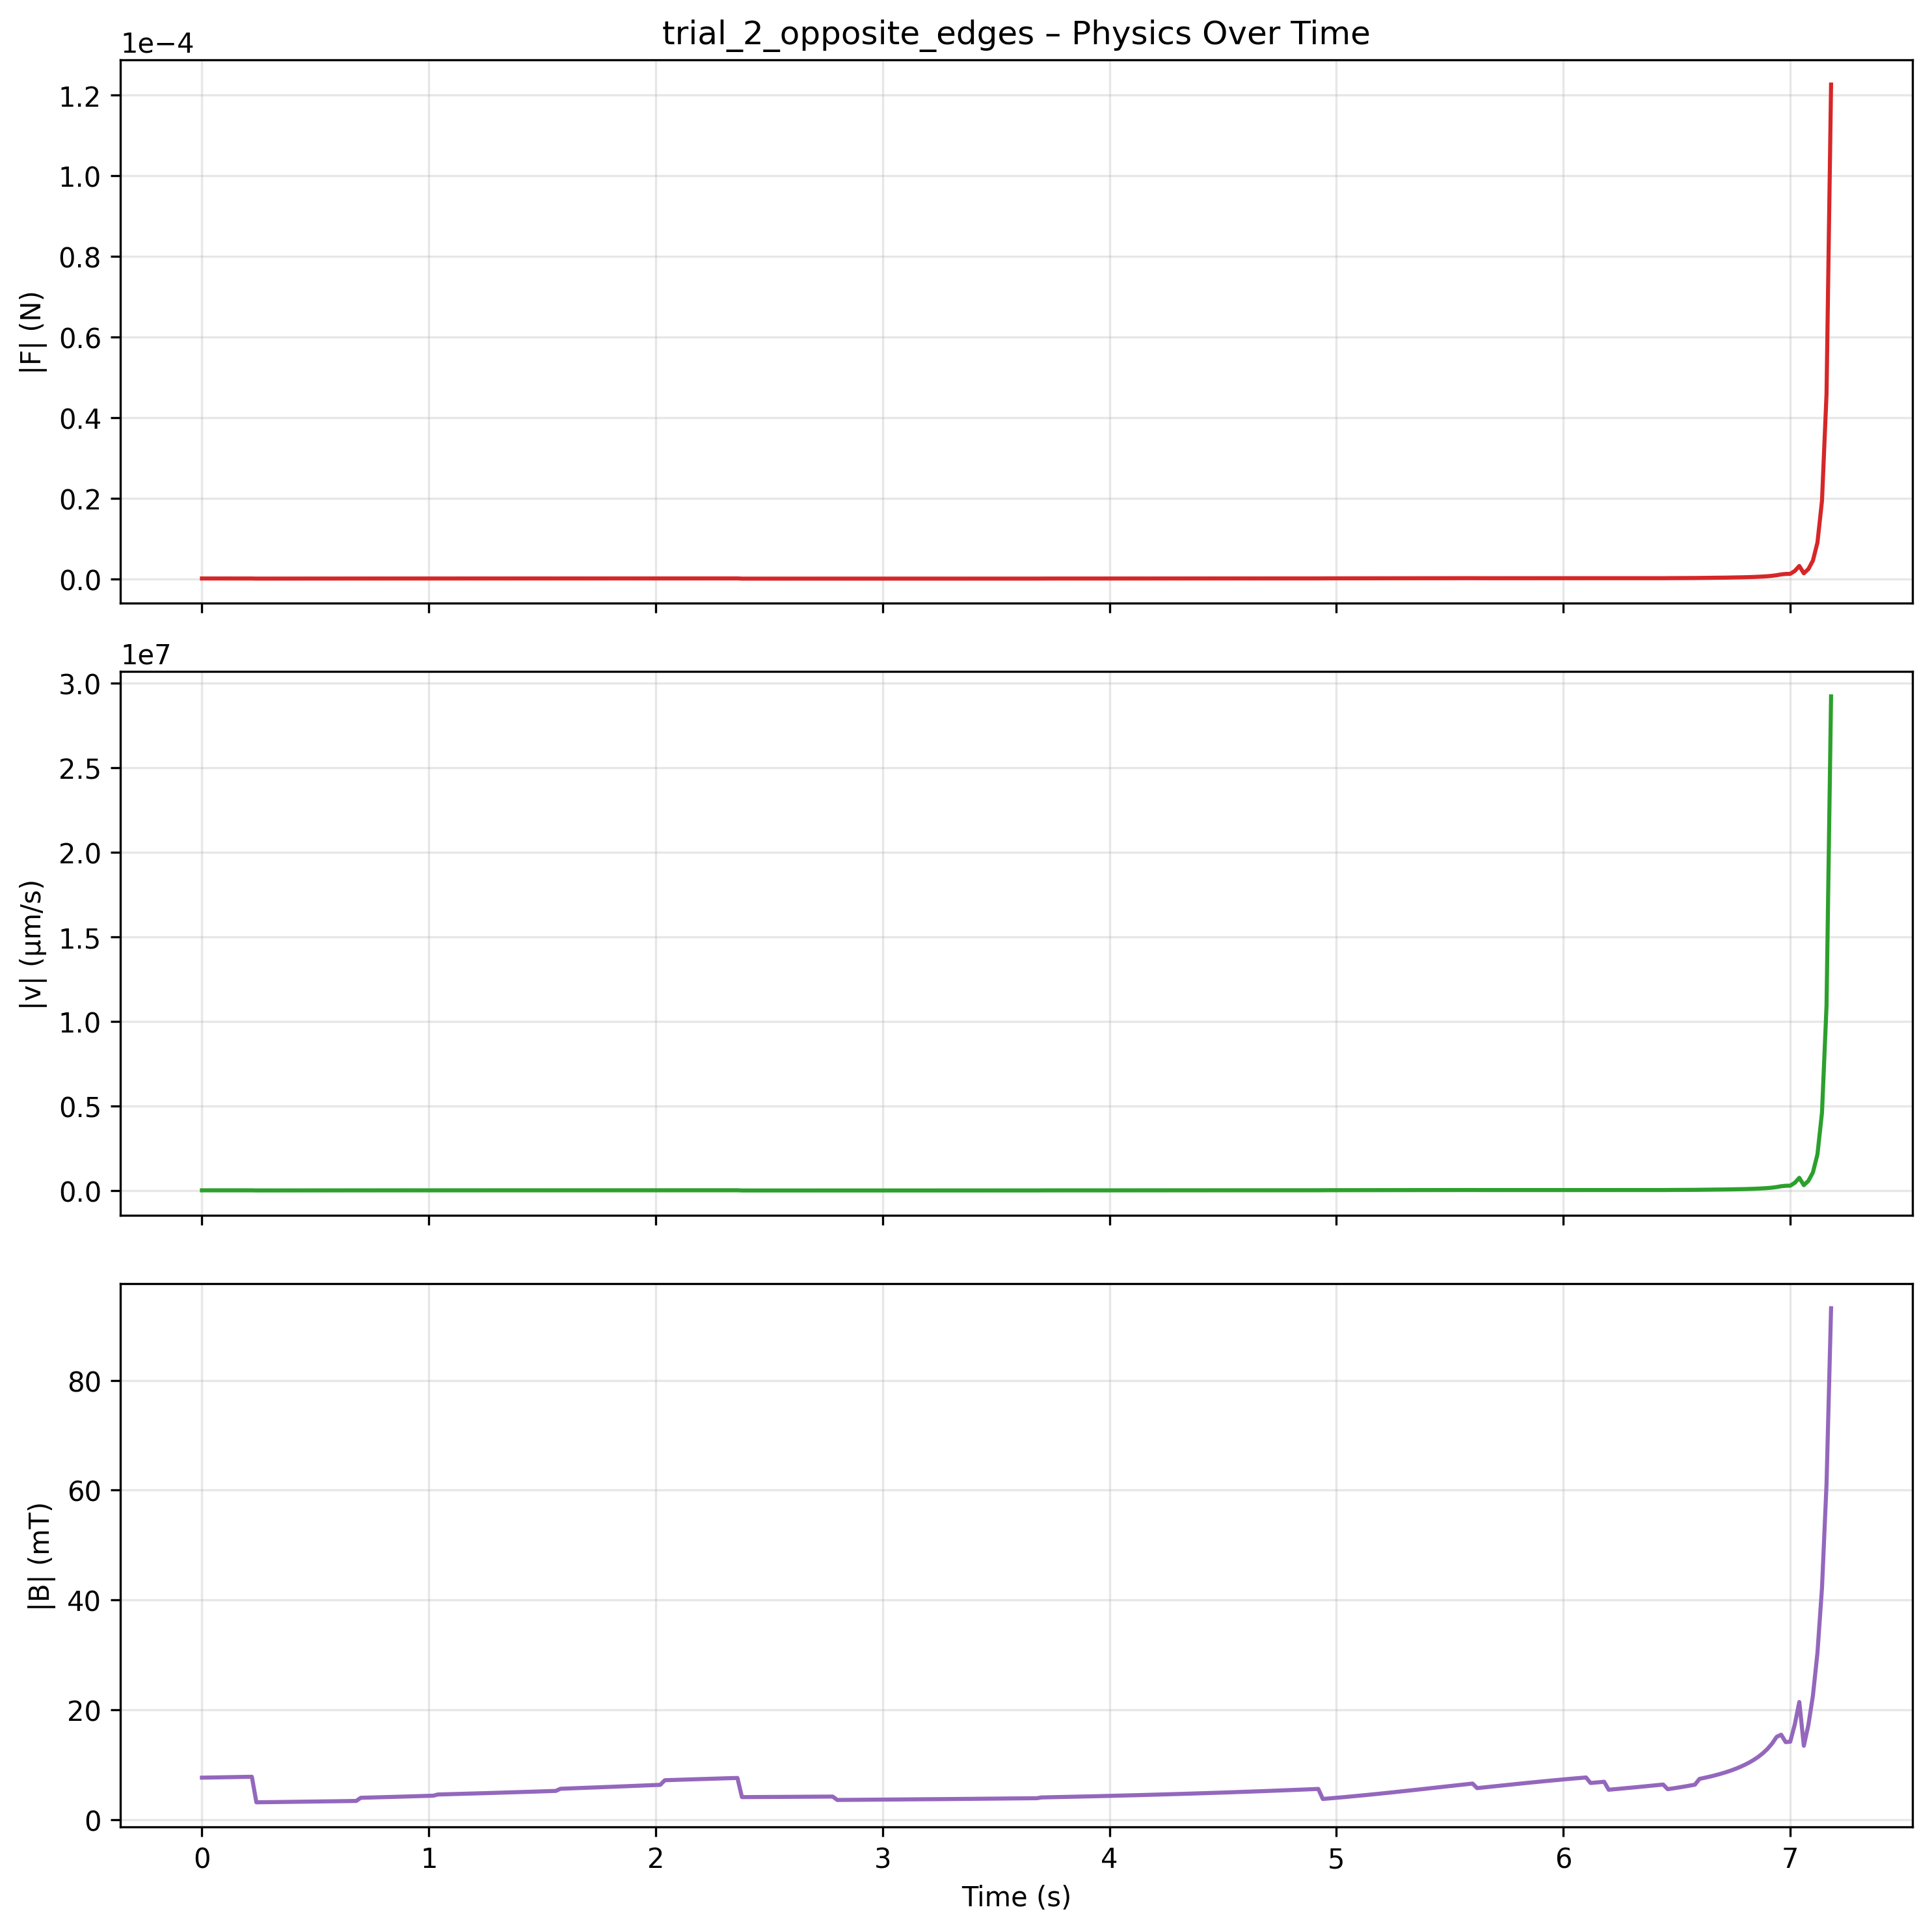 trial_2_opposite_edges – Physics Over Time
1e−4
1.2
1.0
0.8
0.6
0.4
0.2
0.0
|F| (N)
1e7
3.0
2.5
2.0
1.5
1.0
0.5
0.0
|v| (μm/s)
80
60
40
20
0
|B| (mT)
0 1 2 3 4 5 6 7
Time (s)